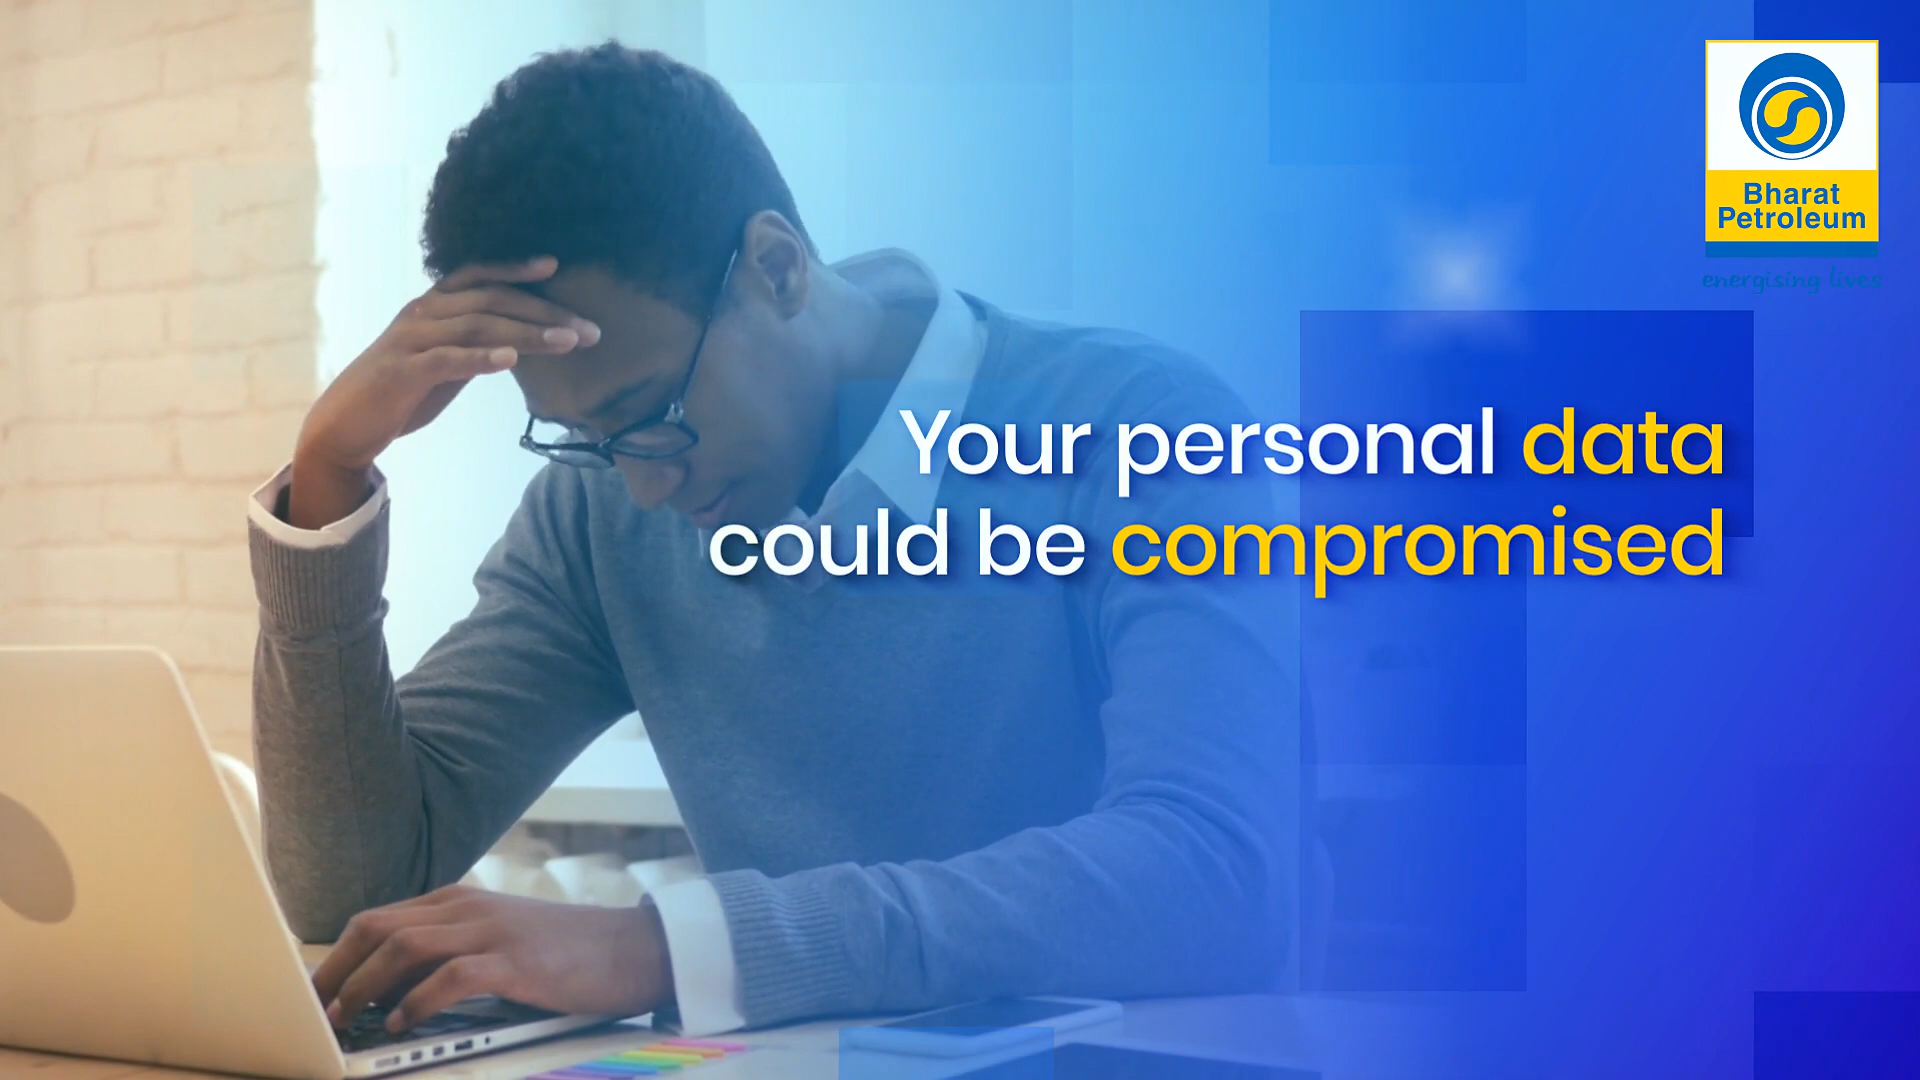 Bharat
Petroleum
energising lives
Your personal data
could be compromised